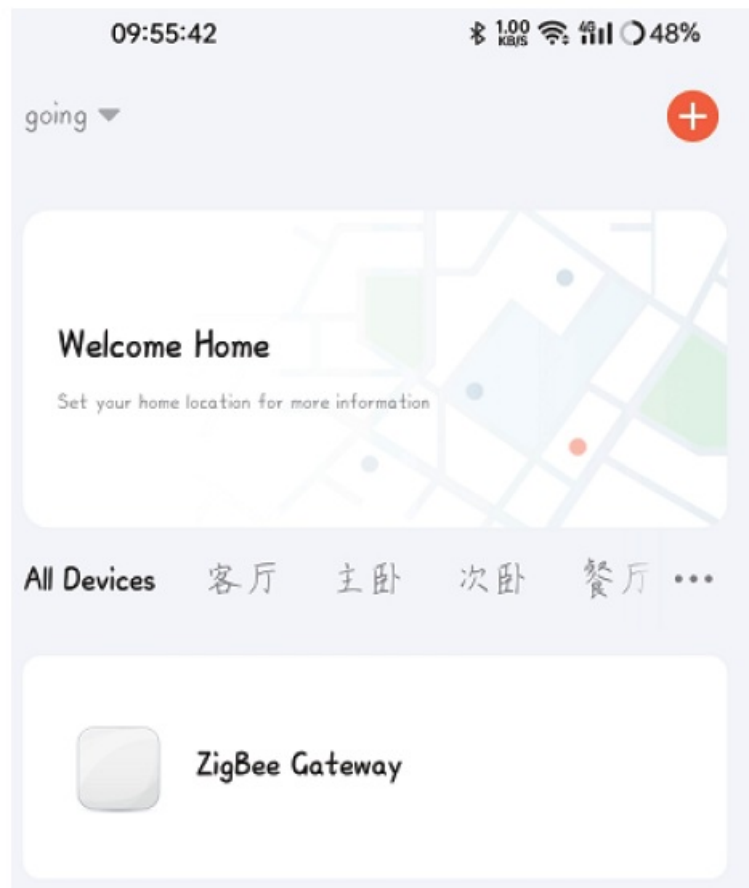 09:55:42 1.00 KB/S 4G 48%
going
Welcome Home
Set your home location for more information
All Devices 客厅 主卧 次卧 餐厅
ZigBee Gateway